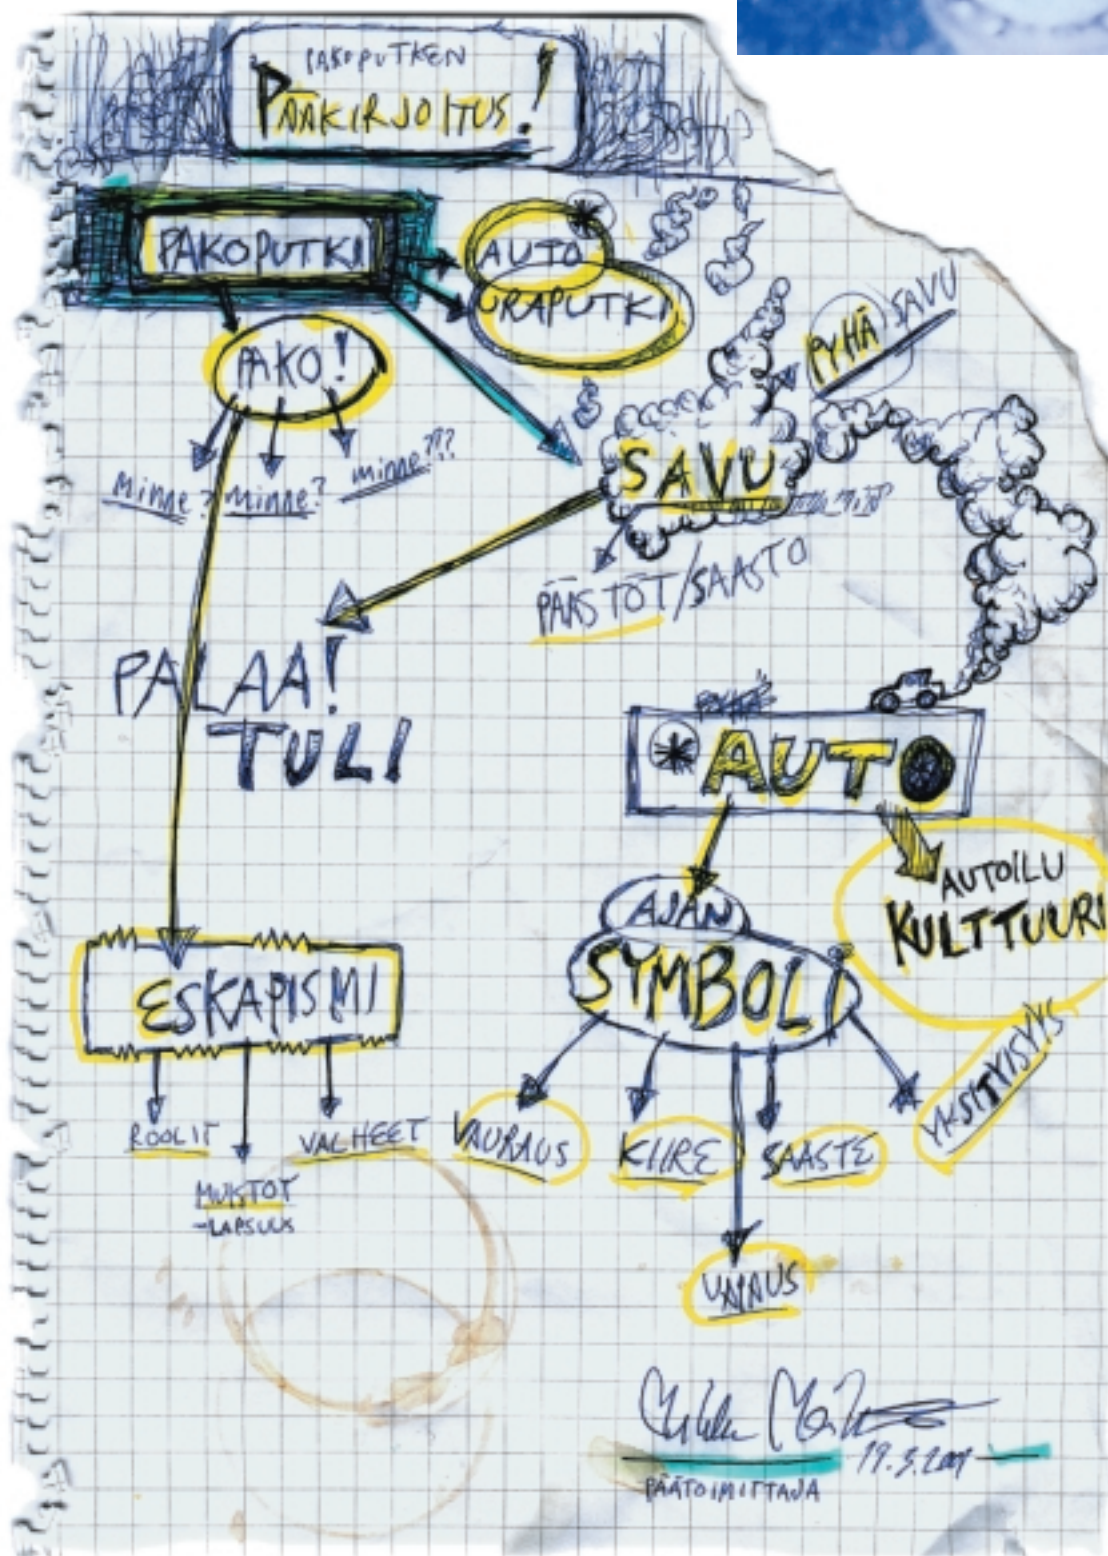 PAKOPUTKEN
PÄÄKIRJOITUS!
PAKOPUTKI
*
AUTO
URAPUTKI
PYHÄ SAVU
PAKO!
minne? minne? minne???
SAVU
PÄÄSTÖT/SAASTO
PALAA!
TULI
* AUTO
AUTOILU
KULTTUURI
AJAN
SYMBOLI
ESKAPISMI
YKSITYISYYS
ROOLIT
VALHEET
VAURAUS
KIIRE
SAASTE
MUISTOT
-LAPSUUS
VAPAUS
19.3.2001
PÄÄTOIMITTAJA